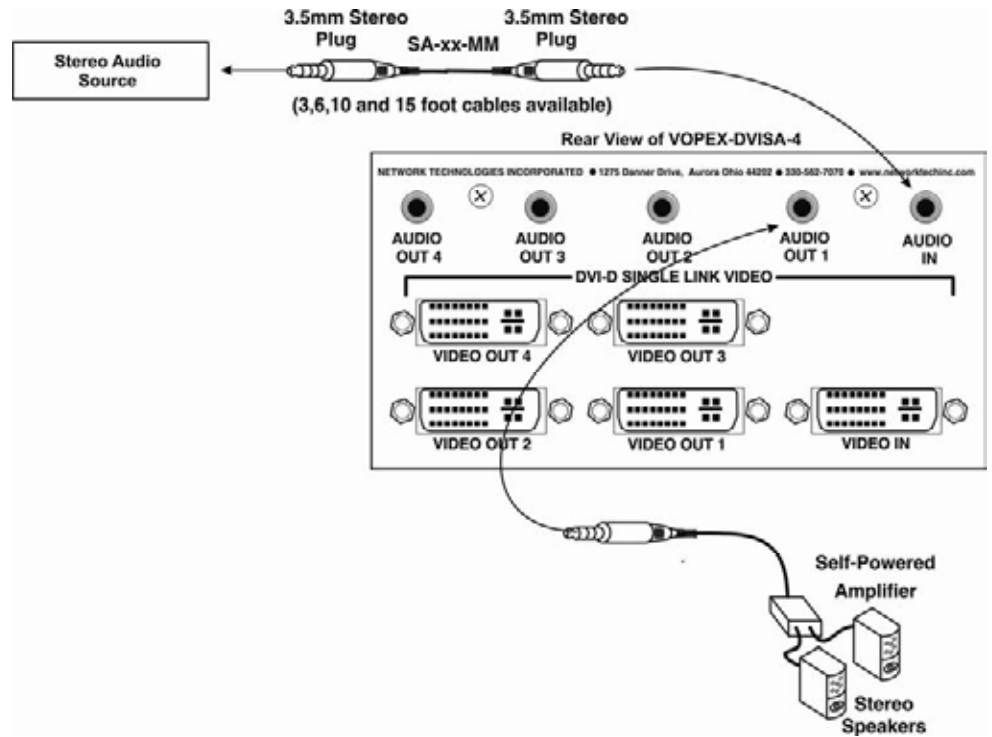 3.5mm Stereo
Plug
SA-xx-MM
3.5mm Stereo
Plug
Stereo Audio
Source
(3,6,10 and 15 foot cables available)
Rear View of VOPEX-DVISA-4
NETWORK TECHNOLOGIES INCORPORATED ● 1275 Danner Drive, Aurora Ohio 44202 ● 330-562-7070 ● www.networktechinc.com
AUDIO
OUT 4
AUDIO
OUT 3
AUDIO
OUT 2
AUDIO
OUT 1
AUDIO
IN
DVI-D SINGLE LINK VIDEO
VIDEO OUT 4
VIDEO OUT 3
VIDEO OUT 2
VIDEO OUT 1
VIDEO IN
Self-Powered
Amplifier
Stereo
Speakers